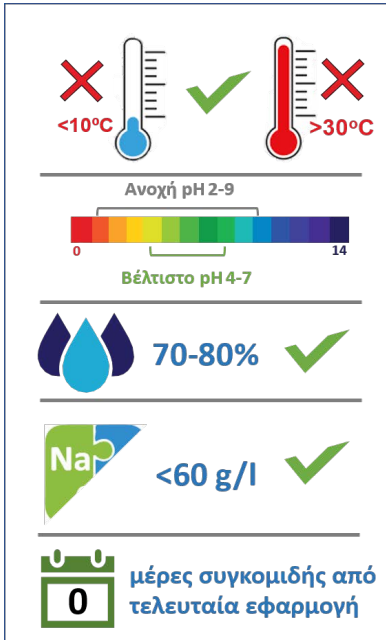 <10°C
>30°C
Ανοχή pH 2-9
0
14
Βέλτιστο pH 4-7
70-80%
Na
<60 g/l
0
μέρες συγκομιδής από
τελευταία εφαρμογή